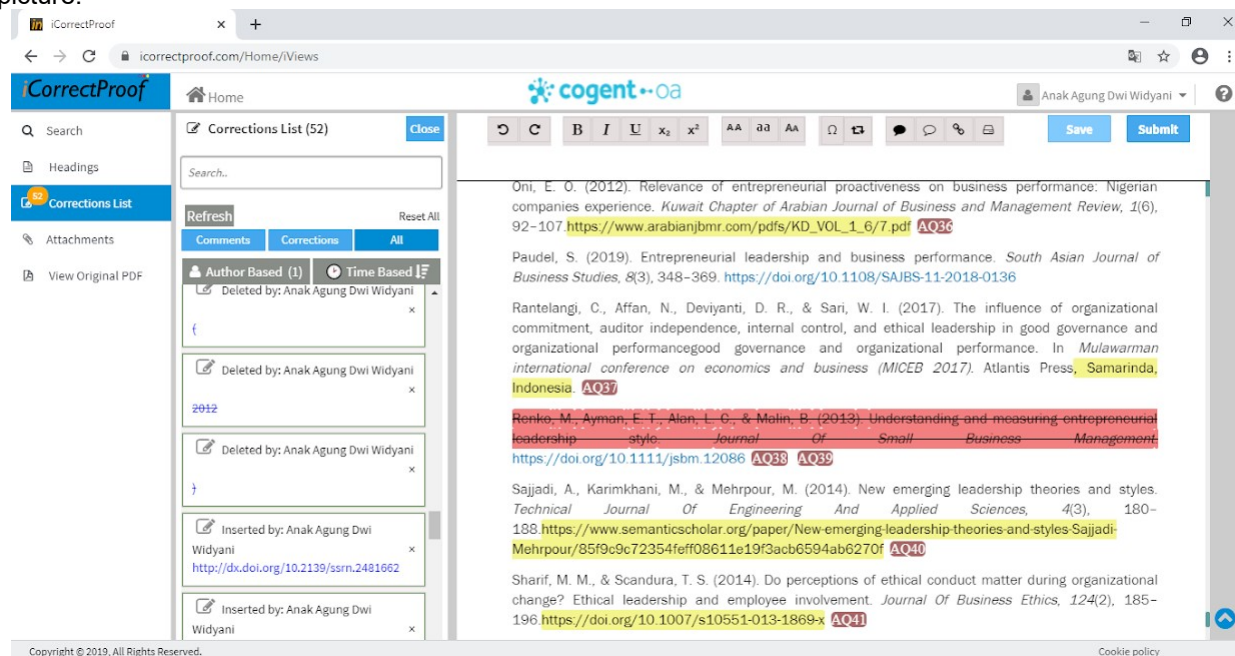 picture.
iCorrectProof × +
icorrectproof.com/Home/iViews
iCorrectProof
Home
cogent oa
Anak Agung Dwi Widyani
Search
Headings
52
Corrections List
Attachments
View Original PDF
Corrections List (52) Close
Search..
Refresh Reset All
Comments Corrections All
Author Based (1) Time Based
Deleted by: Anak Agung Dwi Widyani
×
(
Deleted by: Anak Agung Dwi Widyani
×
2012
Deleted by: Anak Agung Dwi Widyani
×
)
Inserted by: Anak Agung Dwi
Widyani ×
http://dx.doi.org/10.2139/ssrn.2481662
Inserted by: Anak Agung Dwi
Widyani ×
B I U x₂ x² AA aa AA Ω Save Submit
Oni, E. O. (2012). Relevance of entrepreneurial proactiveness on business performance: Nigerian
companies experience. Kuwait Chapter of Arabian Journal of Business and Management Review, 1(6),
92–107.https://www.arabianjbmr.com/pdfs/KD_VOL_1_6/7.pdf AQ36
Paudel, S. (2019). Entrepreneurial leadership and business performance. South Asian Journal of
Business Studies, 8(3), 348–369. https://doi.org/10.1108/SAJBS-11-2018-0136
Rantelangi, C., Affan, N., Deviyanti, D. R., & Sari, W. I. (2017). The influence of organizational
commitment, auditor independence, internal control, and ethical leadership in good governance and
organizational performancegood governance and organizational performance. In Mulawarman
international conference on economics and business (MICEB 2017). Atlantis Press, Samarinda,
Indonesia. AQ37
Renko, M., Ayman, E. T., Alan, L. C., & Malin, B. (2013). Understanding and measuring entrepreneurial
leadership style. Journal Of Small Business Management.
https://doi.org/10.1111/jsbm.12086 AQ38 AQ39
Sajjadi, A., Karimkhani, M., & Mehrpour, M. (2014). New emerging leadership theories and styles.
Technical Journal Of Engineering And Applied Sciences, 4(3), 180–
188.https://www.semanticscholar.org/paper/New-emerging-leadership-theories-and-styles-Sajjadi-
Mehrpour/85f9c9c72354feff08611e19f3acb6594ab6270f AQ40
Sharif, M. M., & Scandura, T. S. (2014). Do perceptions of ethical conduct matter during organizational
change? Ethical leadership and employee involvement. Journal Of Business Ethics, 124(2), 185–
196.https://doi.org/10.1007/s10551-013-1869-x AQ41
Copyright © 2019. All Rights Reserved.
Cookie policy